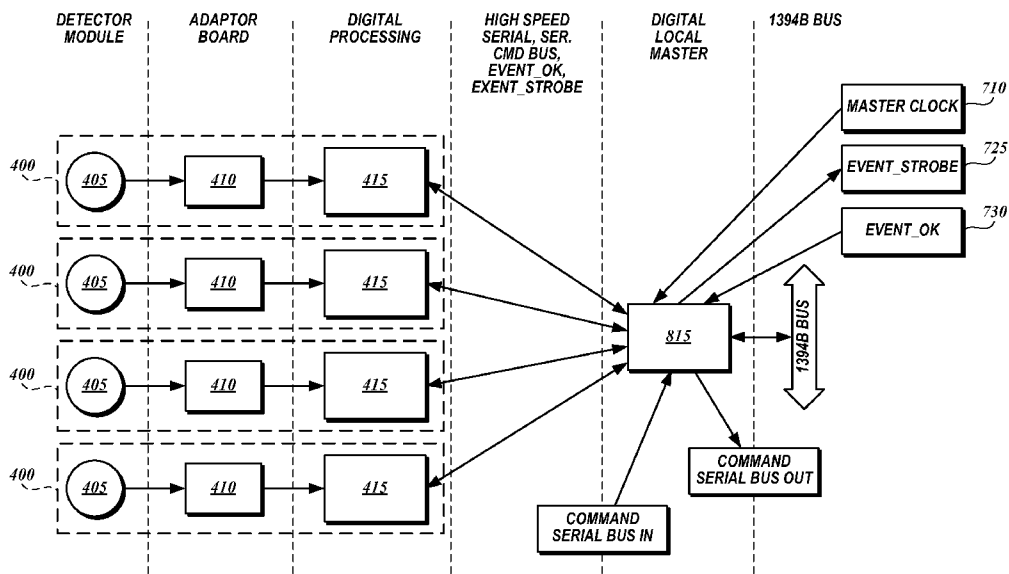 DETECTOR
MODULE
ADAPTOR
BOARD
DIGITAL
PROCESSING
HIGH SPEED
SERIAL, SER.
CMD BUS,
EVENT_OK,
EXENT_STROBE
DIGITAL
LOCAL
MASTER
1394B BUS
MASTER CLOCK
710
EVENT_STROBE
725
EVENT_OK
730
400
405
410
415
400
405
410
415
400
405
410
415
400
405
410
415
815
1394B BUS
COMMAND
SERIAL BUS OUT
COMMAND
SERIAL BUS IN